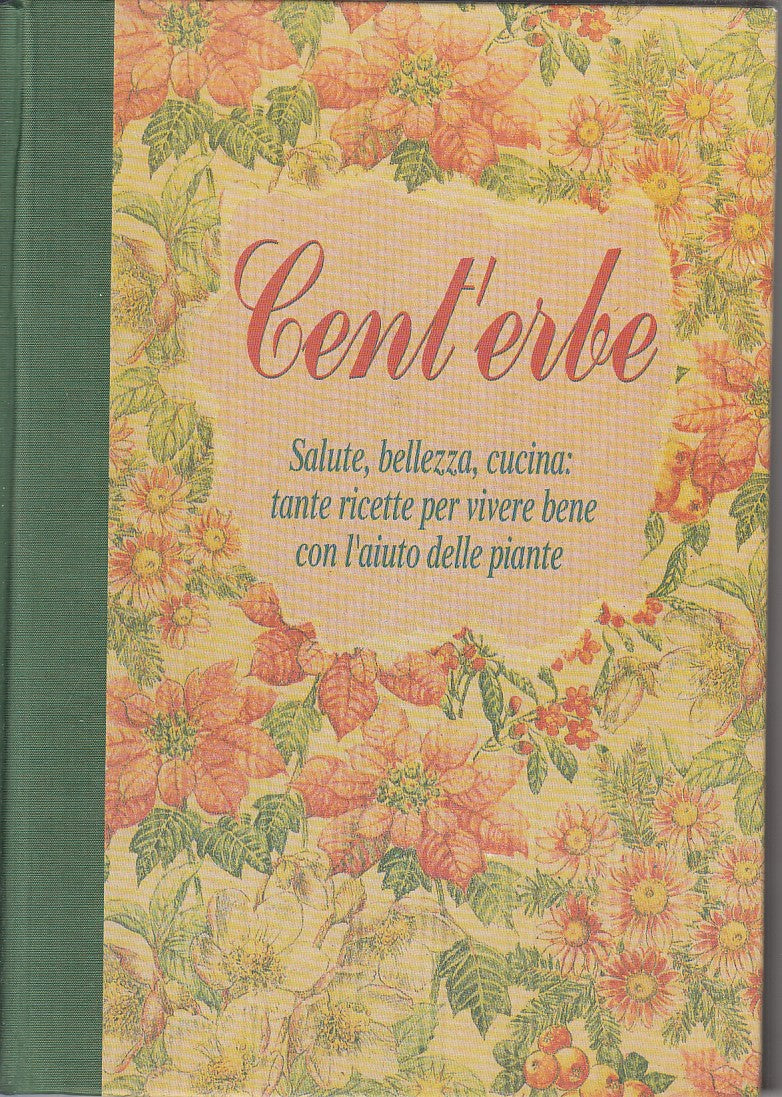 Cent'erbe
Salute, bellezza, cucina:
tante ricette per vivere bene
con l'aiuto delle piante